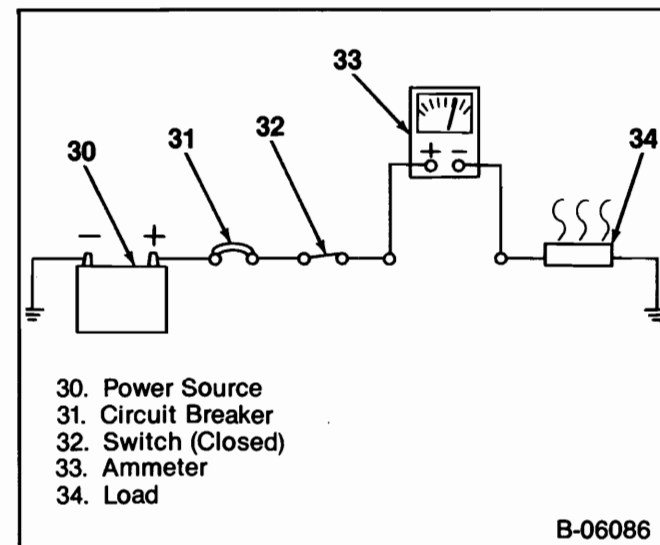 33
32
31
34
30
- +
+ -
30. Power Source
31. Circuit Breaker
32. Switch (Closed)
33. Ammeter
34. Load
B-06086